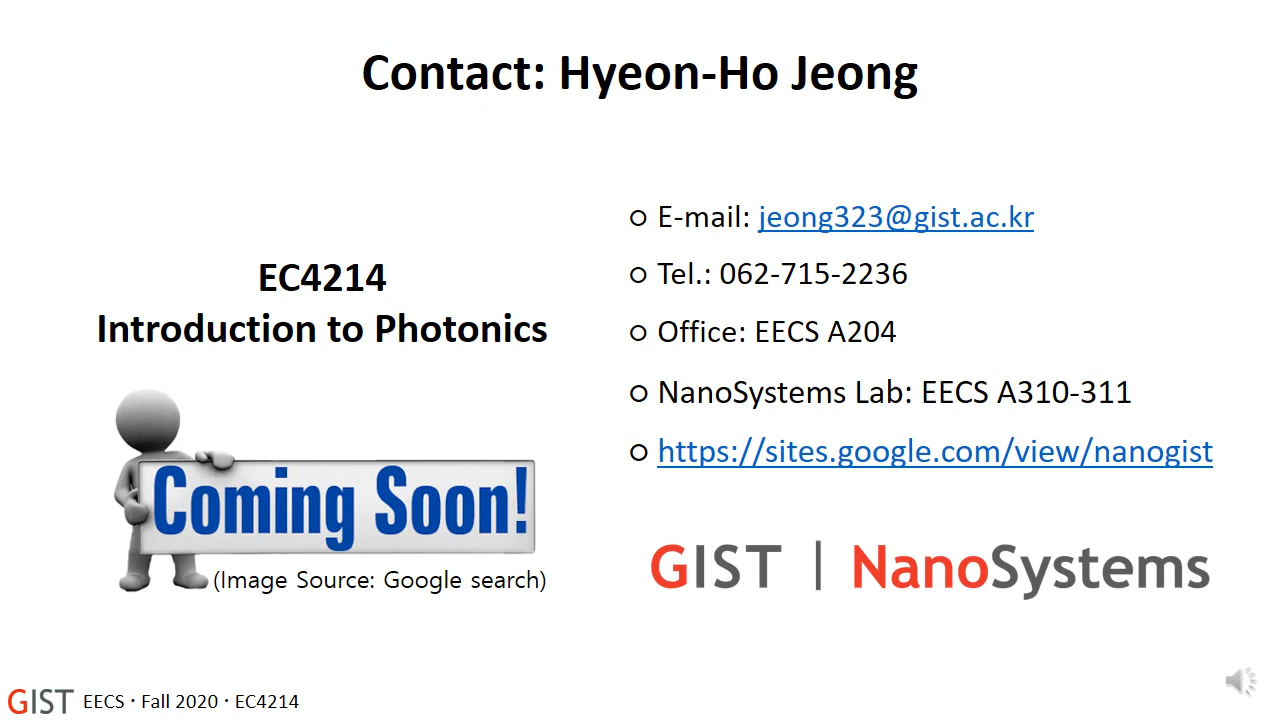 Contact: Hyeon-Ho Jeong
EC4214
Introduction to Photonics
Coming Soon!
(Image Source: Google search)
○ E-mail: jeong323@gist.ac.kr
○ Tel.: 062-715-2236
○ Office: EECS A204
○ NanoSystems Lab: EECS A310-311
○ https://sites.google.com/view/nanogist
GIST | NanoSystems
GIST EECS · Fall 2020 · EC4214